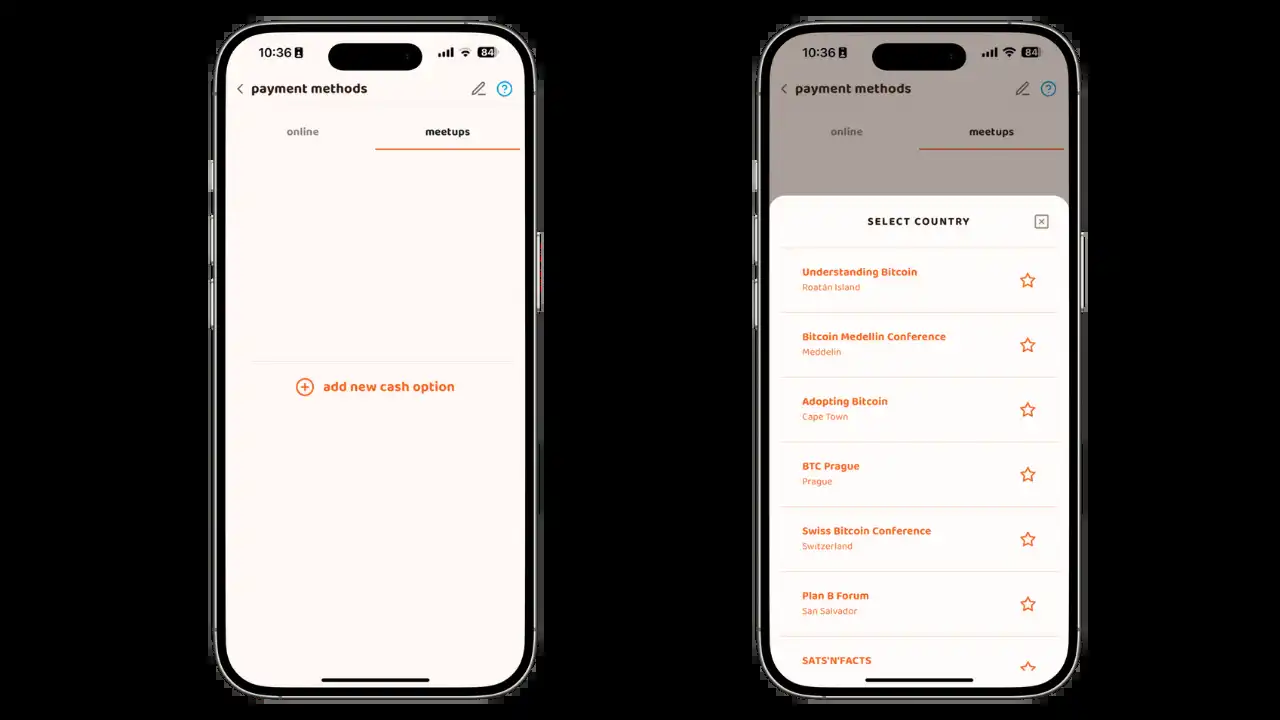 10:36
84
payment methods
online
meetups
add new cash option
10:36
84
payment methods
online
meetups
SELECT COUNTRY
Understanding Bitcoin
Roatán Island
Bitcoin Medellin Conference
Meddelin
Adopting Bitcoin
Cape Town
BTC Prague
Prague
Swiss Bitcoin Conference
Switzerland
Plan B Forum
San Salvador
SATS'N'FACTS